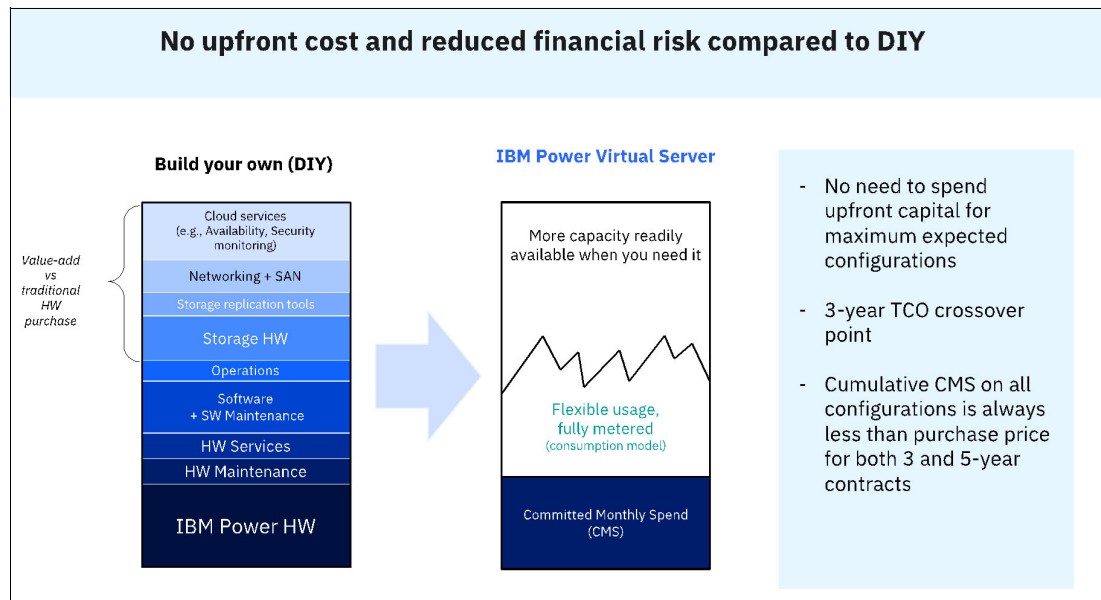 No upfront cost and reduced financial risk compared to DIY
Build your own (DIY)
Value-add
vs
traditional
HW
purchase
Cloud services
(e.g., Availability, Security
monitoring)
Networking + SAN
Storage replication tools
Storage HW
Operations
Software
+ SW Maintenance
HW Services
HW Maintenance
IBM Power HW
IBM Power Virtual Server
More capacity readily
available when you need it
Flexible usage,
fully metered
(consumption model)
Committed Monthly Spend
(CMS)
- No need to spend
upfront capital for
maximum expected
configurations
- 3-year TCO crossover
point
- Cumulative CMS on all
configurations is always
less than purchase price
for both 3 and 5-year
contracts